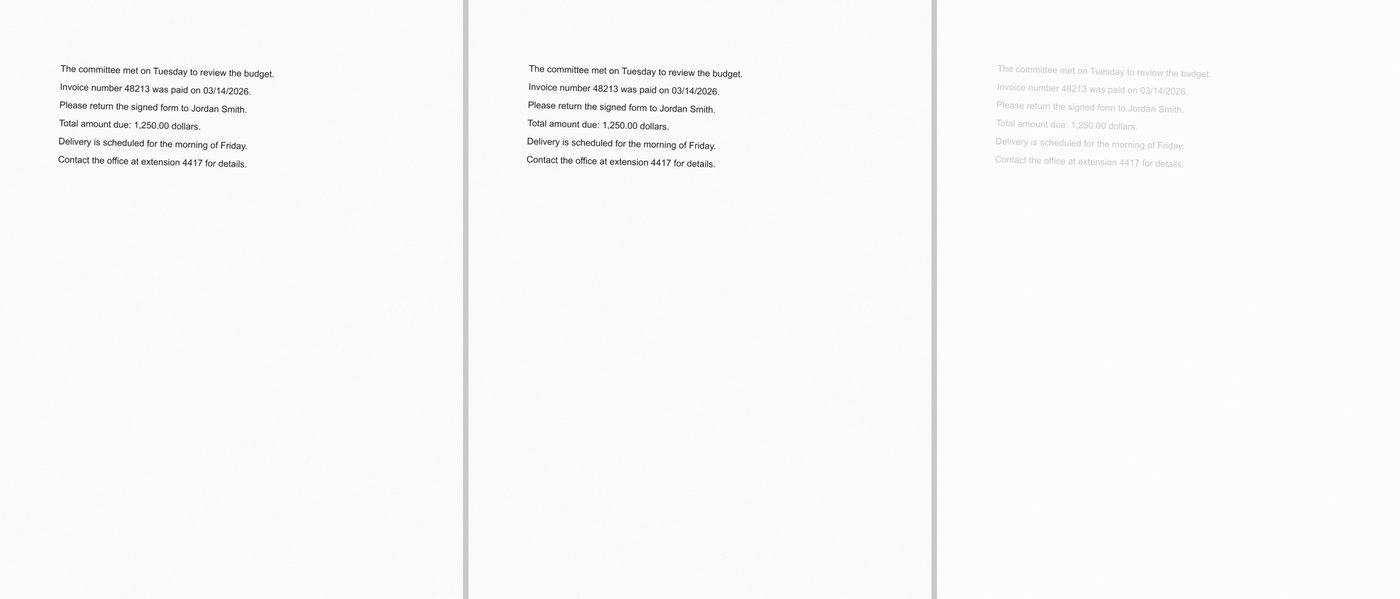 The committee met on Tuesday to review the budget.
Invoice number 48213 was paid on 03/14/2026.
Please return the signed form to Jordan Smith.
Total amount due: 1,250.00 dollars.
Delivery is scheduled for the morning of Friday.
Contact the office at extension 4417 for details.
The committee met on Tuesday to review the budget.
Invoice number 48213 was paid on 03/14/2026.
Please return the signed form to Jordan Smith.
Total amount due: 1,250.00 dollars.
Delivery is scheduled for the morning of Friday.
Contact the office at extension 4417 for details.
The committee met on Tuesday to review the budget.
Invoice number 48213 was paid on 03/14/2026.
Please return the signed form to Jordan Smith.
Total amount due: 1,250.00 dollars.
Delivery is scheduled for the morning of Friday.
Contact the office at extension 4417 for details.